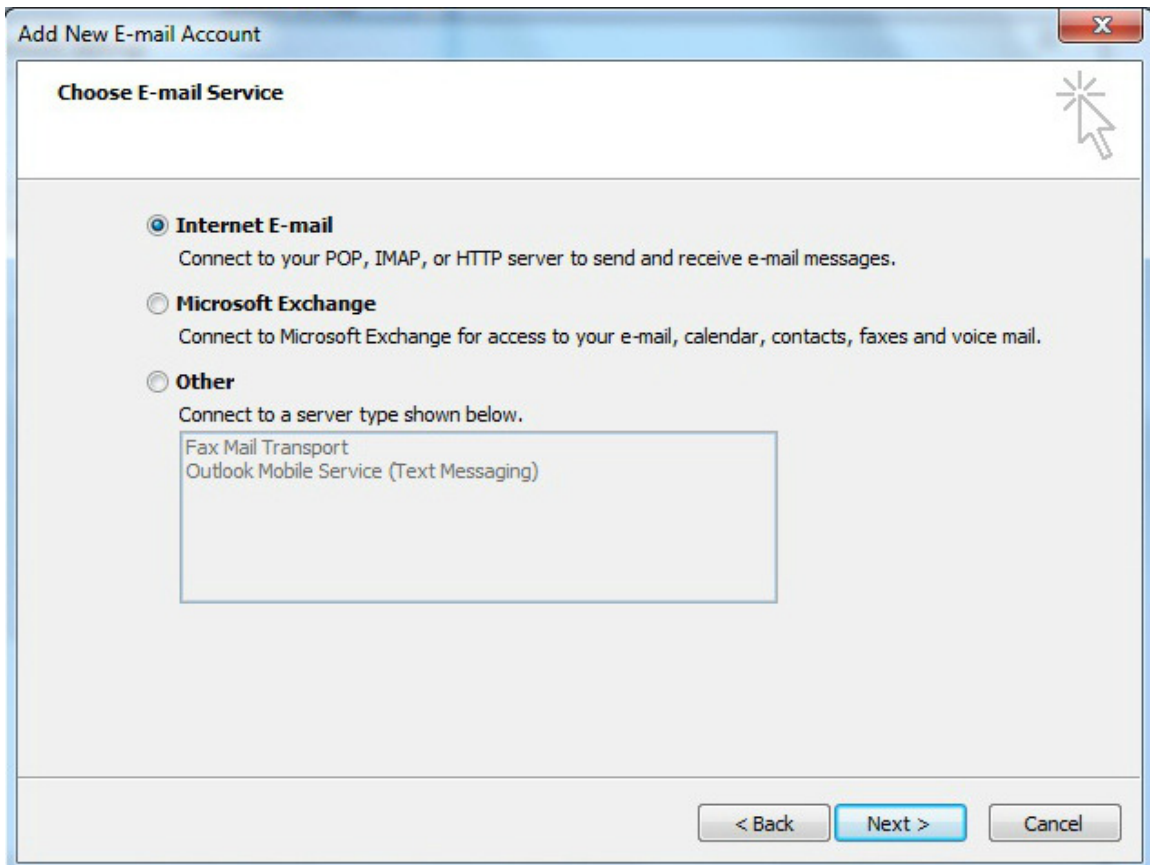 Add New E-mail Account
X
Choose E-mail Service
Internet E-mail
Connect to your POP, IMAP, or HTTP server to send and receive e-mail messages.
Microsoft Exchange
Connect to Microsoft Exchange for access to your e-mail, calendar, contacts, faxes and voice mail.
Other
Connect to a server type shown below.
Fax Mail Transport
Outlook Mobile Service (Text Messaging)
< Back Next > Cancel